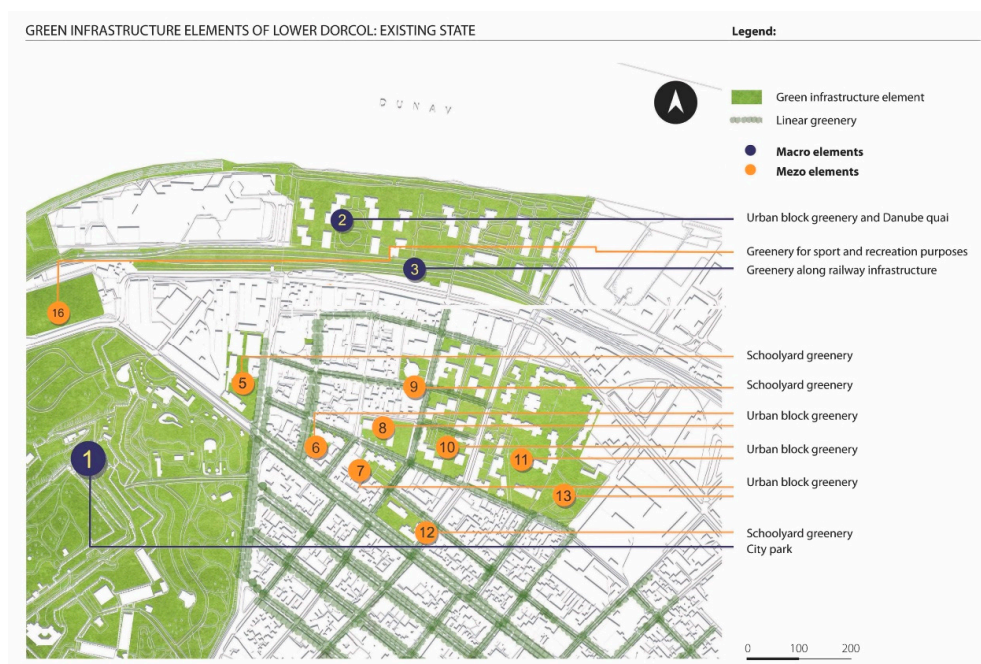 GREEN INFRASTRUCTURE ELEMENTS OF LOWER DORCOL: EXISTING STATE
Legend:
DUNAV
Green infrastructure element
Linear greenery
Macro elements
Mezo elements
2
Urban block greenery and Danube quai
Greenery for sport and recreation purposes
3
Greenery along railway infrastructure
16
Schoolyard greenery
5
9
Schoolyard greenery
Urban block greenery
8
6
10
Urban block greenery
1
11
7
Urban block greenery
13
12
Schoolyard greenery
City park
0 100 200